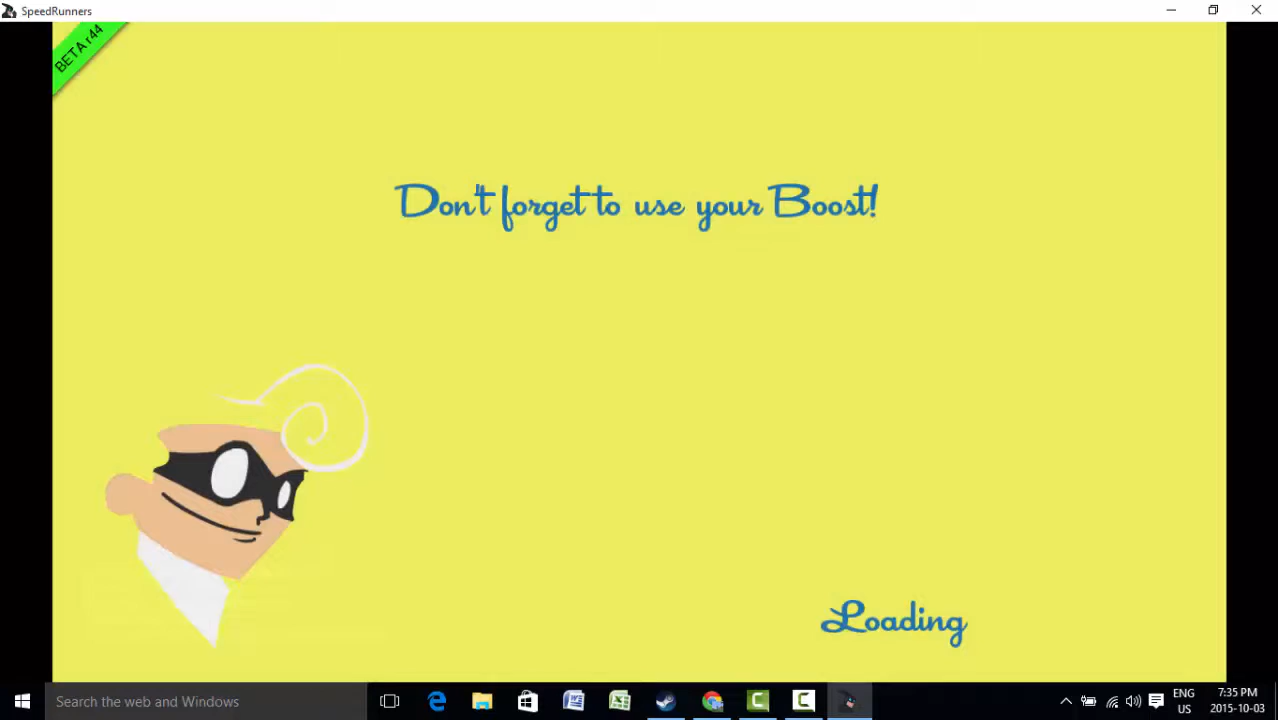 SpeedRunners
BETA r44
Don't forget to use your Boost!
Loading
Search the web and Windows
ENG
US
7:35 PM
2015-10-03